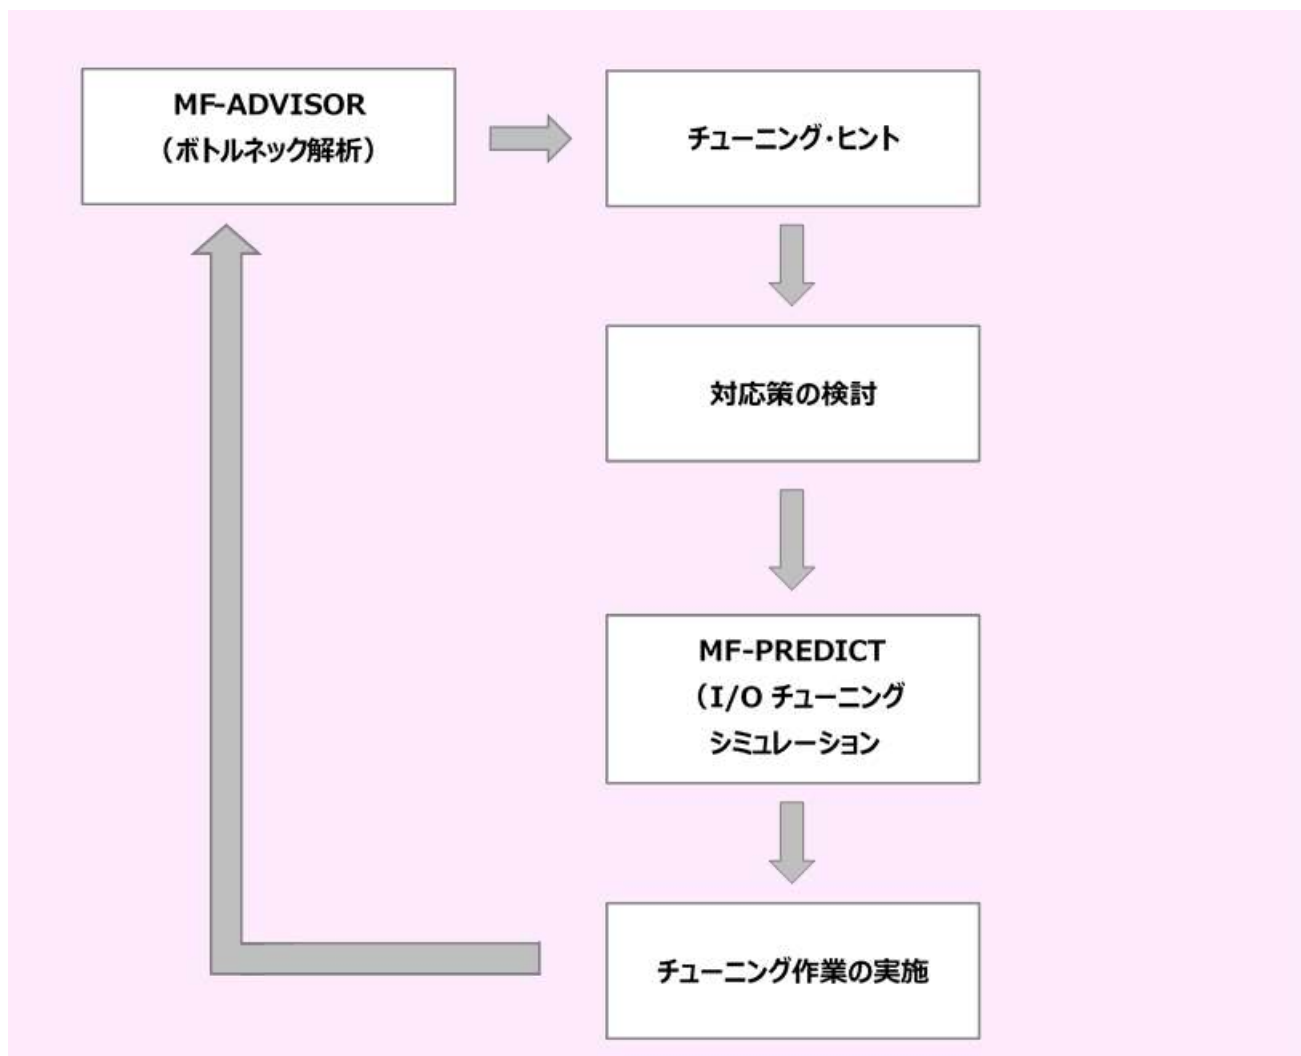 MF-ADVISOR
（ボトルネック解析）
チューニング・ヒント
対応策の検討
MF-PREDICT
（I/O チューニング
シミュレーション
チューニング作業の実施